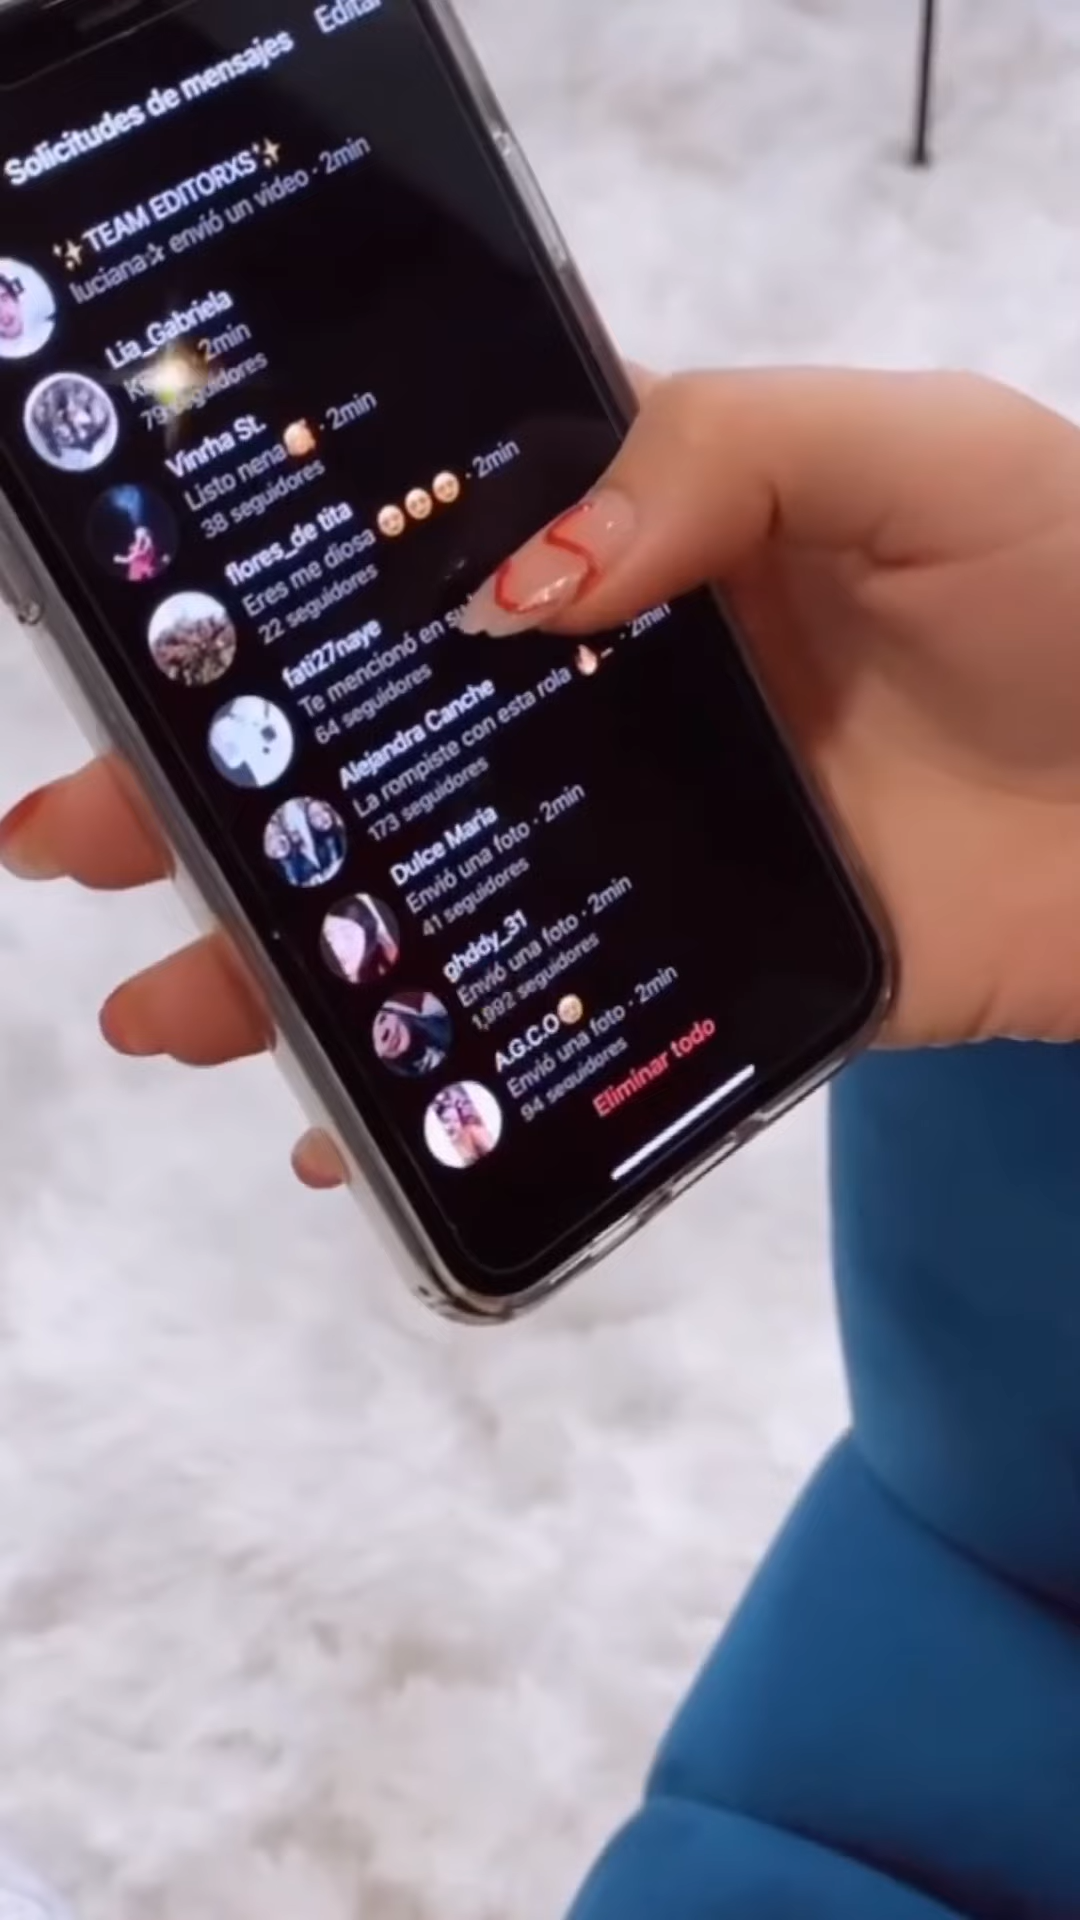 Solicitudes de mensajes
Editar
✨TEAM EDITORXS✨
luciana☆ envió un video · 2min
Lia_Gabriela
2min
79 seguidores
Vinrha St.
Listo nena · 2min
38 seguidores
flores_de tita
Eres me diosa · 2min
22 seguidores
fati27naye
Te mencionó en su
64 seguidores
Alejandra Canche
La rompiste con esta rola 🔥 · 2min
173 seguidores
Dulce Maria
Envió una foto · 2min
41 seguidores
ghddy_31
Envió una foto · 2min
1,992 seguidores
A.G.C.O
Envió una foto · 2min
94 seguidores
Eliminar todo